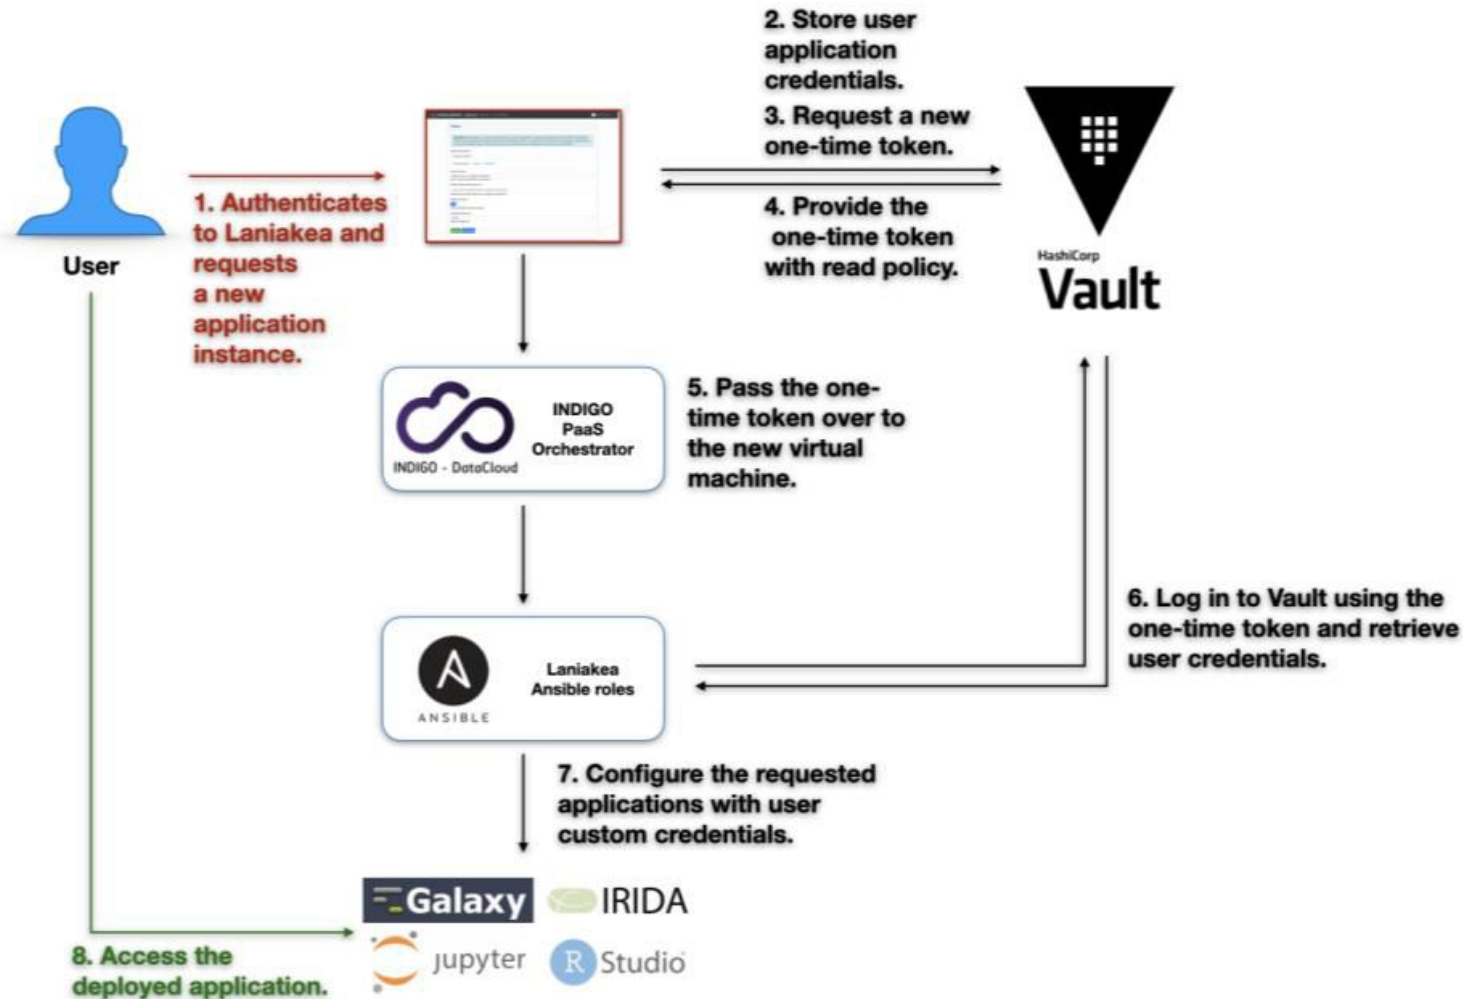 2. Store user
application
credentials.
3. Request a new
one-time token.
4. Provide the
one-time token
with read policy.
HashiCorp
Vault
User
1. Authenticates
to Laniakea and
requests
a new
application
instance.
INDIGO - DataCloud
INDIGO
PaaS
Orchestrator
5. Pass the one-
time token over to
the new virtual
machine.
6. Log in to Vault using the
one-time token and retrieve
user credentials.
ANSIBLE
Laniakea
Ansible roles
7. Configure the requested
applications with user
custom credentials.
Galaxy
IRIDA
jupyter
R Studio
8. Access the
deployed application.